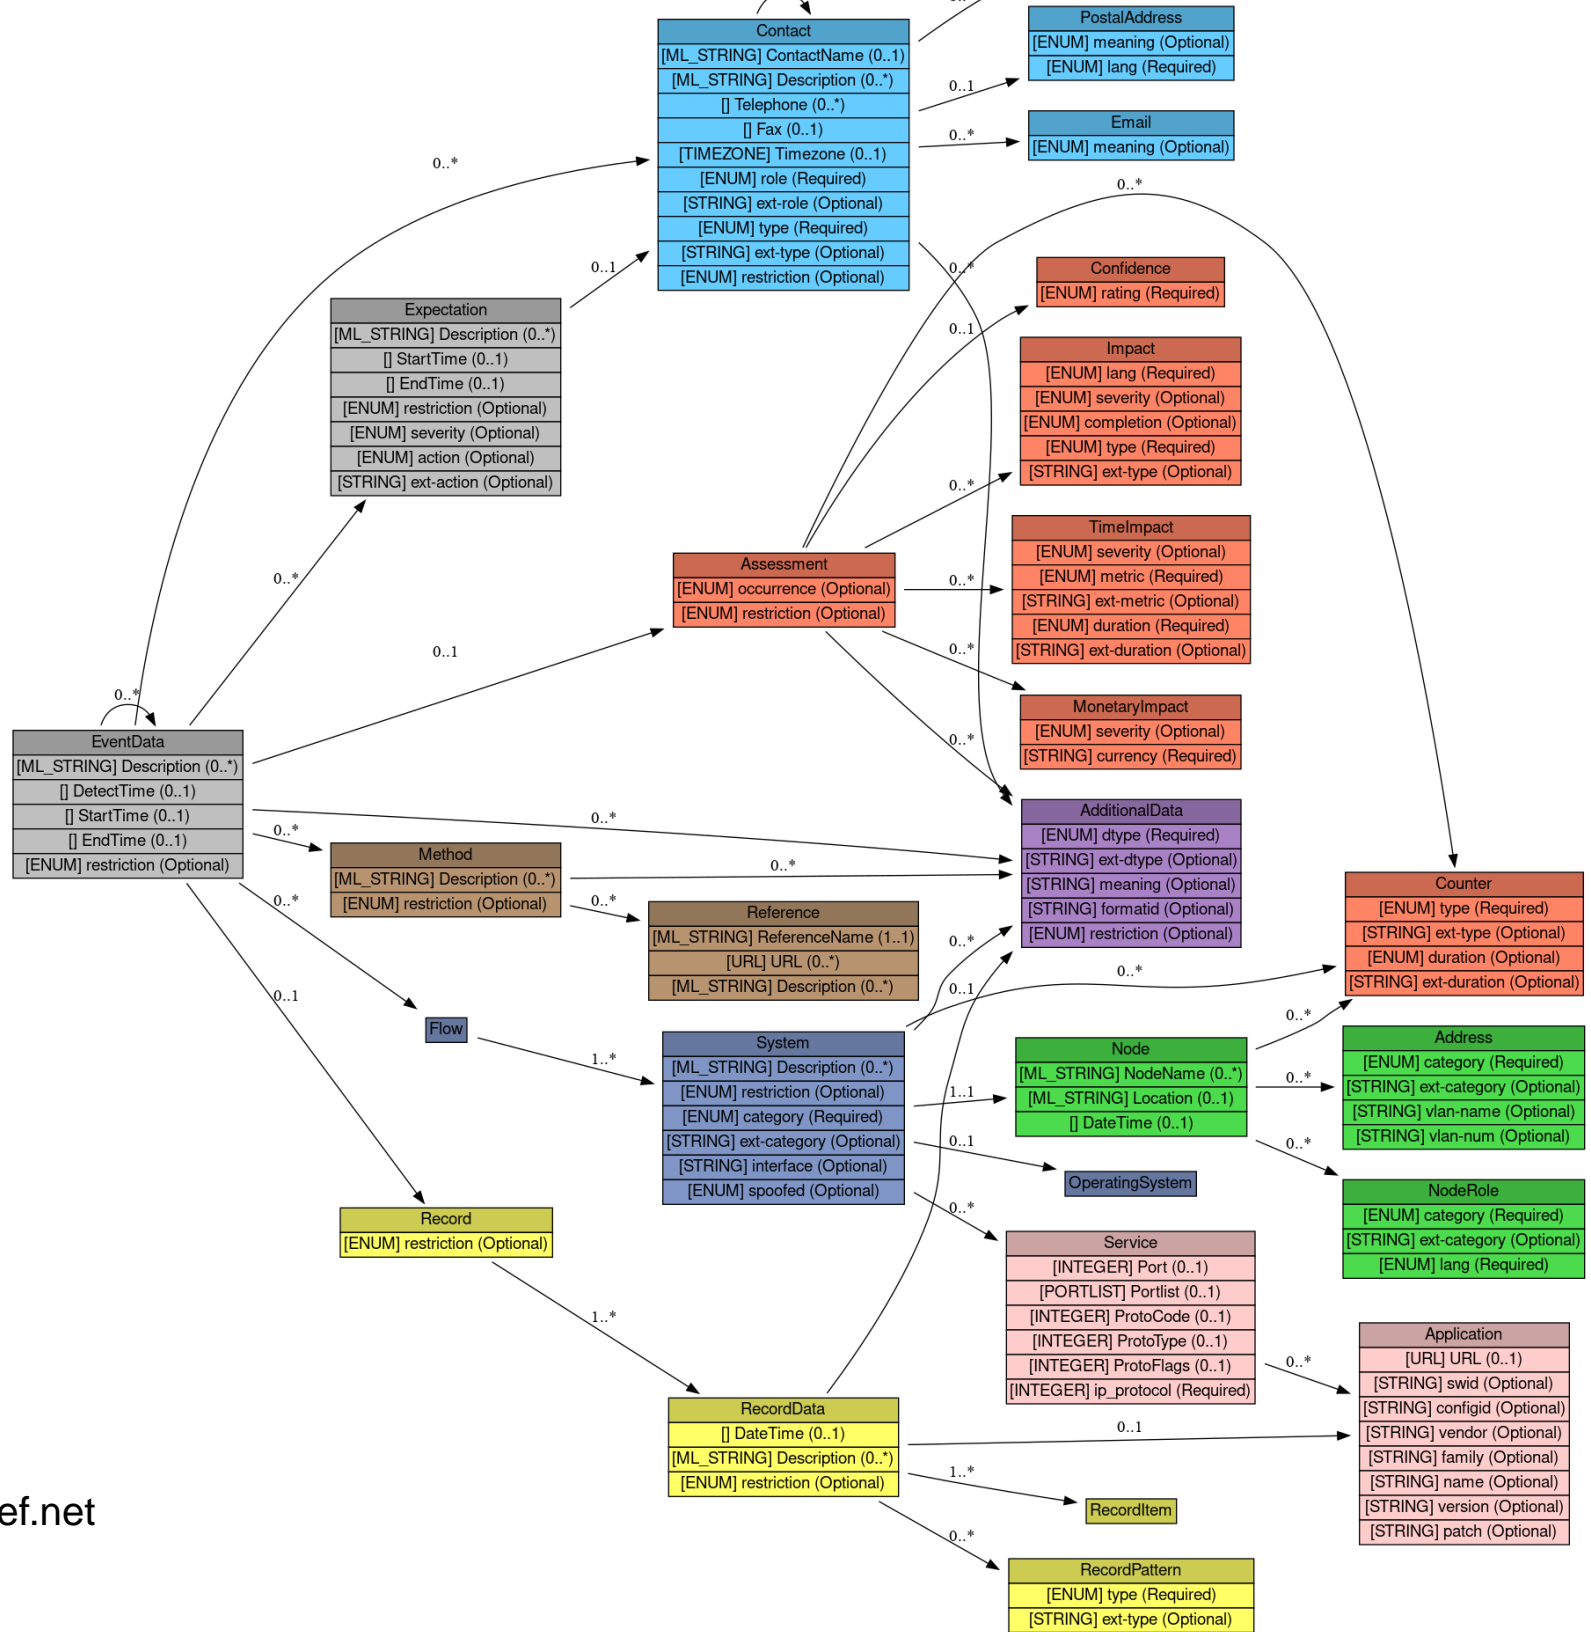 0..
Contact
[ML_STRING] ContactName (0..1)
[ML_STRING] Description (0..*)
[] Telephone (0..*)
[] Fax (0..1)
[TIMEZONE] Timezone (0..1)
[ENUM] role (Required)
[STRING] ext-role (Optional)
[ENUM] type (Required)
[STRING] ext-type (Optional)
[ENUM] restriction (Optional)
PostalAddress
[ENUM] meaning (Optional)
[ENUM] lang (Required)
0..1
Email
[ENUM] meaning (Optional)
0..*
0..*
0..*
0..*
0..1
Confidence
[ENUM] rating (Required)
0..1
Expectation
[ML_STRING] Description (0..*)
[] StartTime (0..1)
[] EndTime (0..1)
[ENUM] restriction (Optional)
[ENUM] severity (Optional)
[ENUM] action (Optional)
[STRING] ext-action (Optional)
Impact
[ENUM] lang (Required)
[ENUM] severity (Optional)
[ENUM] completion (Optional)
[ENUM] type (Required)
[STRING] ext-type (Optional)
0..*
TimeImpact
[ENUM] severity (Optional)
[ENUM] metric (Required)
[STRING] ext-metric (Optional)
[ENUM] duration (Required)
[STRING] ext-duration (Optional)
0..*
Assessment
[ENUM] occurrence (Optional)
[ENUM] restriction (Optional)
0..*
0..1
0..*
MonetaryImpact
[ENUM] severity (Optional)
[STRING] currency (Required)
0..*
0..*
EventData
[ML_STRING] Description (0..*)
[] DetectTime (0..1)
[] StartTime (0..1)
[] EndTime (0..1)
[ENUM] restriction (Optional)
0..*
0..*
AdditionalData
[ENUM] dtype (Required)
[STRING] ext-dtype (Optional)
[STRING] meaning (Optional)
[STRING] formatid (Optional)
[ENUM] restriction (Optional)
Method
[ML_STRING] Description (0..*)
[ENUM] restriction (Optional)
0..*
0..*
0..*
Reference
[ML_STRING] ReferenceName (1..1)
[URL] URL (0..*)
[ML_STRING] Description (0..*)
Counter
[ENUM] type (Required)
[STRING] ext-type (Optional)
[ENUM] duration (Optional)
[STRING] ext-duration (Optional)
0..*
0..*
0..1
0..1
Flow
1..*
System
[ML_STRING] Description (0..*)
[ENUM] restriction (Optional)
[ENUM] category (Required)
[STRING] ext-category (Optional)
[STRING] interface (Optional)
[ENUM] spoofed (Optional)
1..1
0..1
0..*
Node
[ML_STRING] NodeName (0..*)
[ML_STRING] Location (0..1)
[] DateTime (0..1)
0..*
0..*
0..*
Address
[ENUM] category (Required)
[STRING] ext-category (Optional)
[STRING] vlan-name (Optional)
[STRING] vlan-num (Optional)
OperatingSystem
NodeRole
[ENUM] category (Required)
[STRING] ext-category (Optional)
[ENUM] lang (Required)
Record
[ENUM] restriction (Optional)
1..*
Service
[INTEGER] Port (0..1)
[PORTLIST] Portlist (0..1)
[INTEGER] ProtoCode (0..1)
[INTEGER] ProtoType (0..1)
[INTEGER] ProtoFlags (0..1)
[INTEGER] ip_protocol (Required)
0..*
Application
[URL] URL (0..1)
[STRING] swid (Optional)
[STRING] configid (Optional)
[STRING] vendor (Optional)
[STRING] family (Optional)
[STRING] name (Optional)
[STRING] version (Optional)
[STRING] patch (Optional)
RecordData
[] DateTime (0..1)
[ML_STRING] Description (0..*)
[ENUM] restriction (Optional)
0..1
1..*
0..*
RecordItem
RecordPattern
[ENUM] type (Required)
[STRING] ext-type (Optional)
ef.net